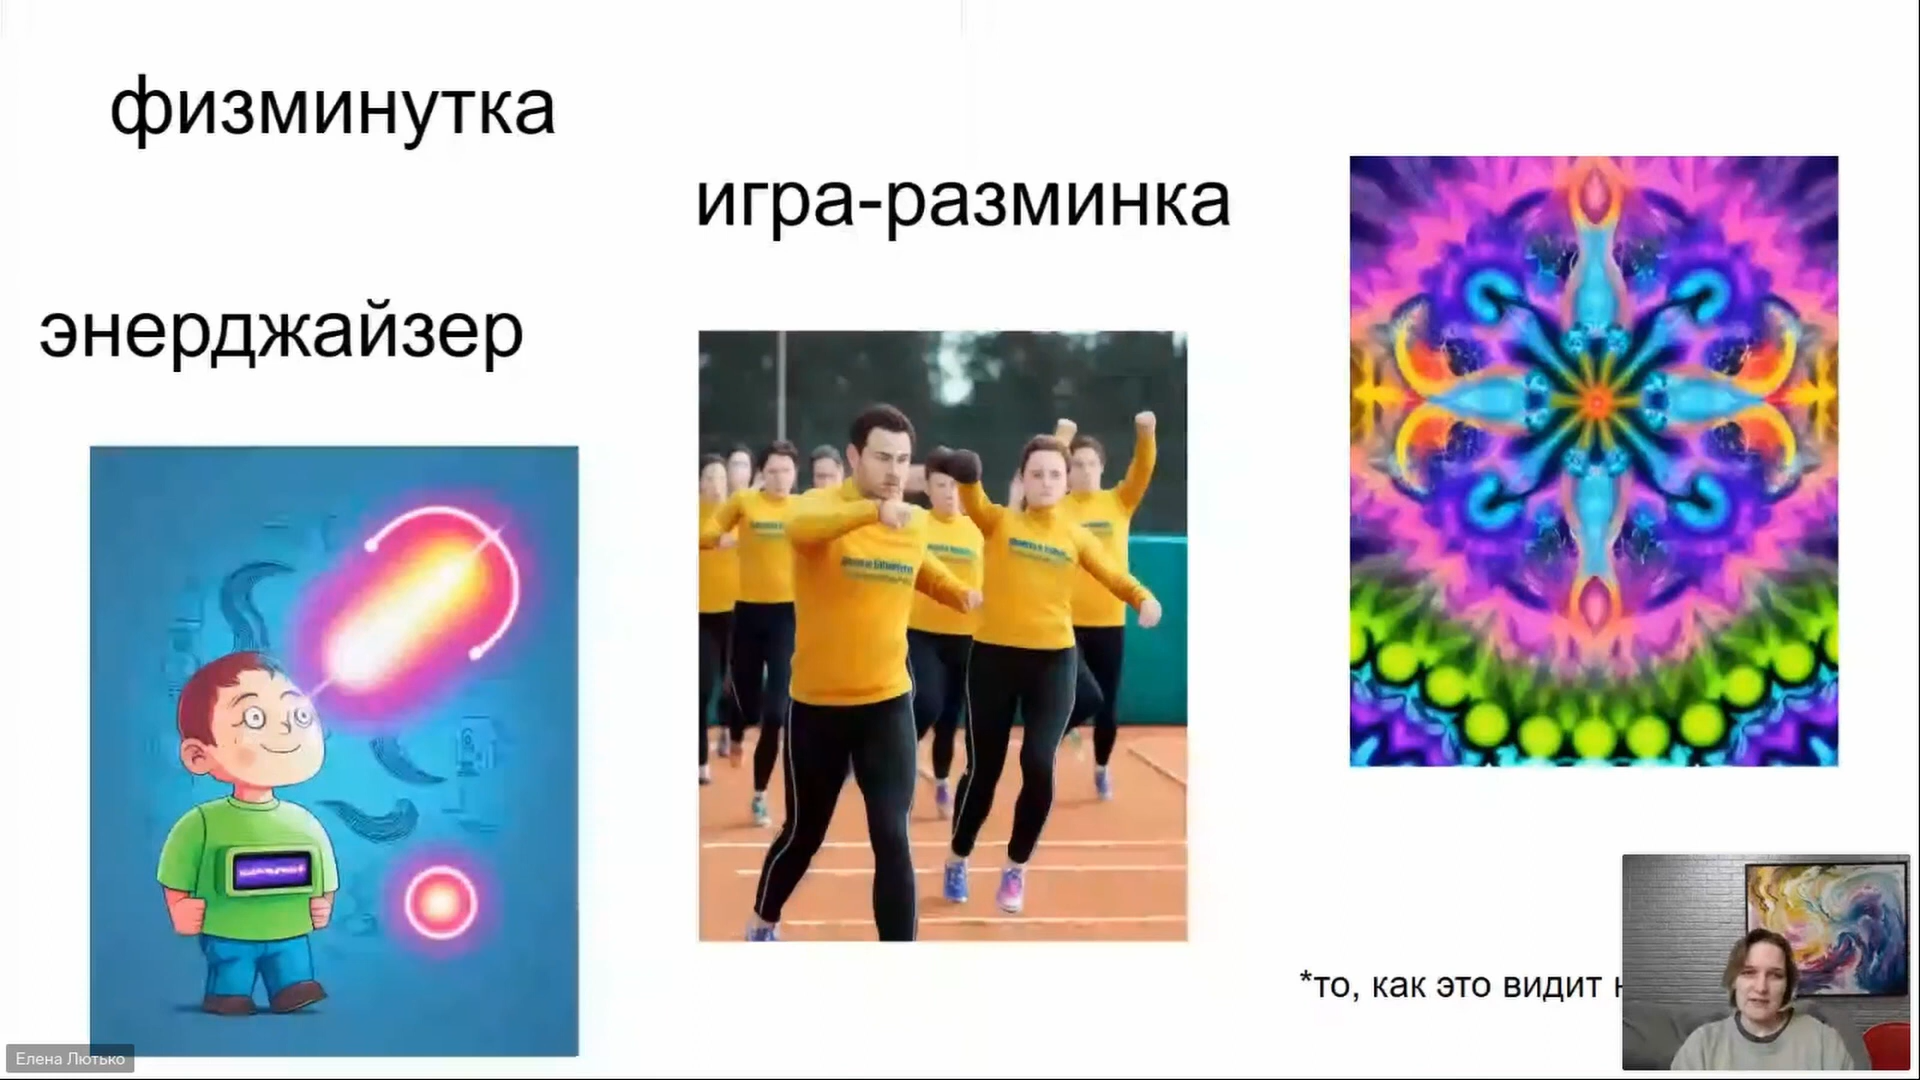 физминутка
игра-разминка
энерджайзер
*то, как это видит
Елена Лютько